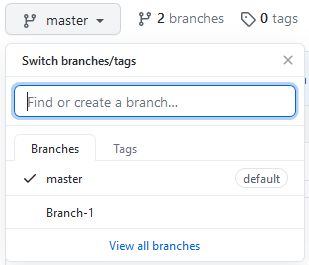 master 2 branches 0 tags
Switch branches/tags
Find or create a branch...
Branches Tags
master default
Branch-1
View all branches